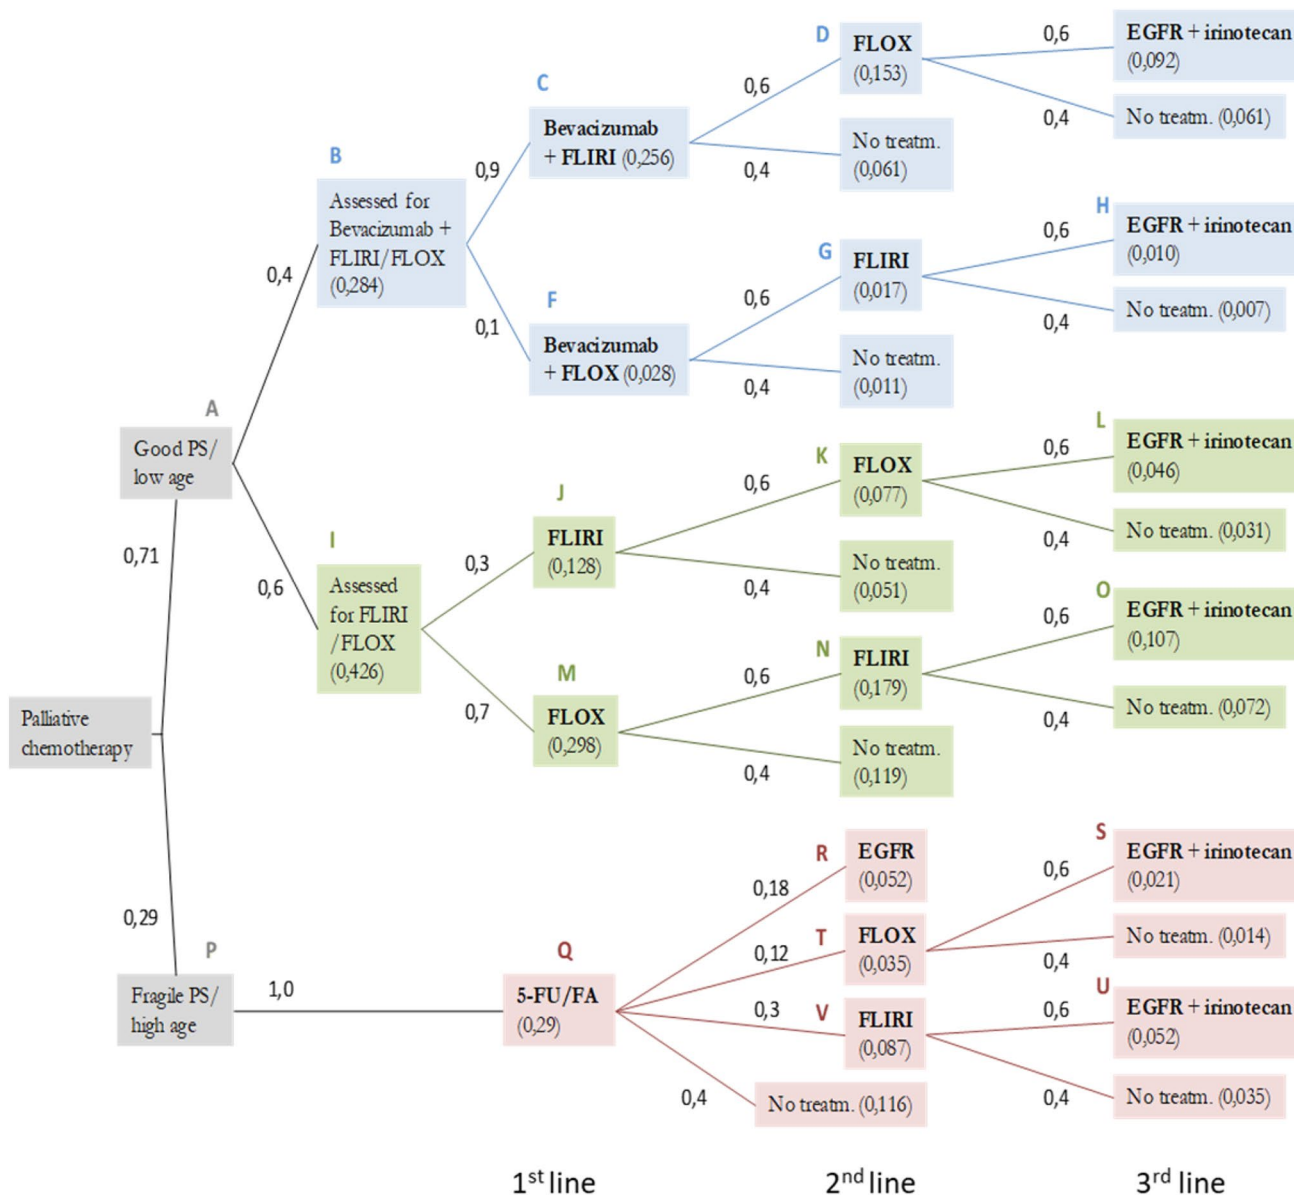 D
FLOX
(0,153)
0,6
EGFR + irinotecan
(0,092)
0,4
No treatm. (0,061)
C
0,6
Bevacizumab
+ FLIRI (0,256)
0,4
No treatm.
(0,061)
B
0,9
Assessed for
Bevacizumab +
FLIRI/FLOX
(0,284)
0,4
0,1
H
0,6
EGFR + irinotecan
(0,010)
G
FLIRI
(0,017)
0,4
No treatm. (0,007)
F
0,6
Bevacizumab
+ FLOX (0,028)
0,4
No treatm.
(0,011)
A
Good PS/
low age
0,71
0,6
L
0,6
EGFR + irinotecan
(0,046)
K
FLOX
(0,077)
0,4
No treatm. (0,031)
J
0,6
FLIRI
(0,128)
0,4
No treatm.
(0,051)
I
0,3
Assessed
for FLIRI
/FLOX
(0,426)
0,7
O
0,6
EGFR + irinotecan
(0,107)
N
FLIRI
(0,179)
0,4
No treatm. (0,072)
M
0,6
FLOX
(0,298)
0,4
No treatm.
(0,119)
Palliative
chemotherapy
0,29
P
Fragile PS/
high age
1,0
Q
5-FU/FA
(0,29)
R
EGFR
(0,052)
0,18
S
0,6
EGFR + irinotecan
(0,021)
0,12
T
FLOX
(0,035)
0,4
No treatm. (0,014)
0,3
V
FLIRI
(0,087)
U
0,6
EGFR + irinotecan
(0,052)
0,4
No treatm. (0,116)
0,4
No treatm. (0,035)
1st line
2nd line
3rd line